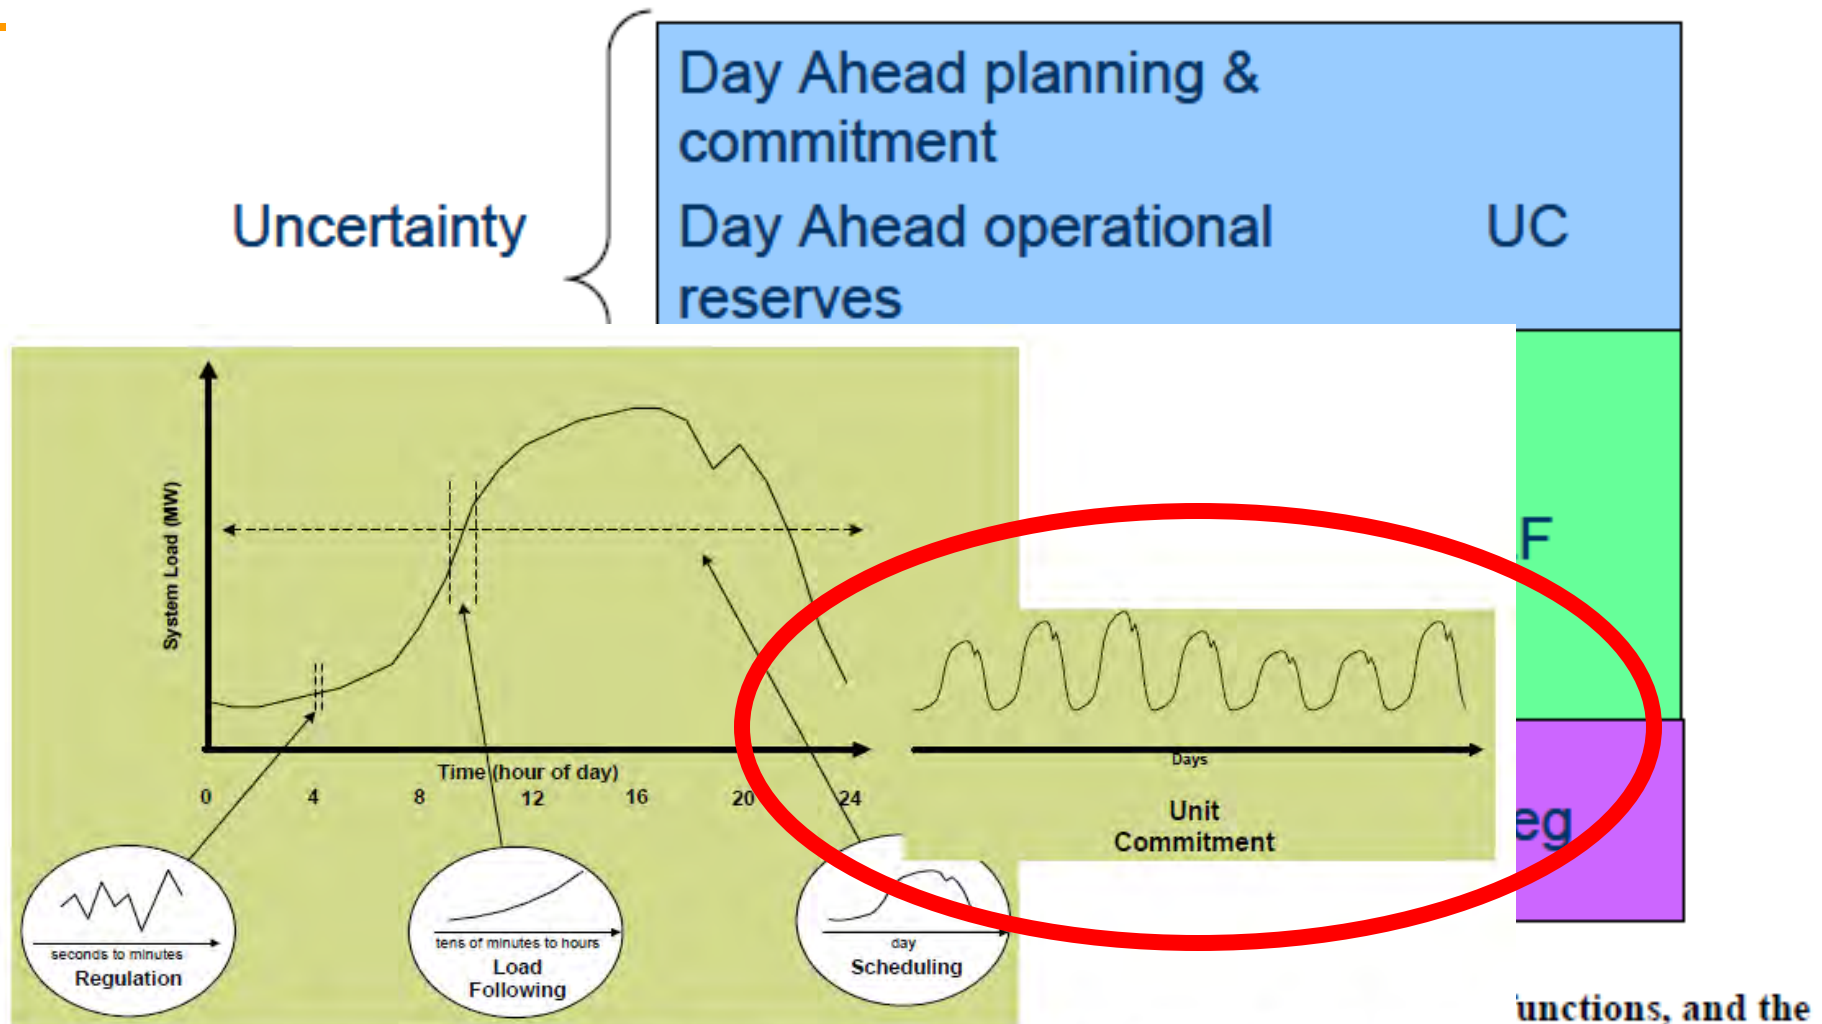 Day Ahead planning &
commitment
Uncertainty
Day Ahead operational
UC
reserves
F
System Load (MW)
Days
Time (hour of day)
0 4 8 12 16 20 24
Unit
Commitment
eg
seconds to minutes
Regulation
tens of minutes to hours
Load
Following
day
Scheduling
functions, and the